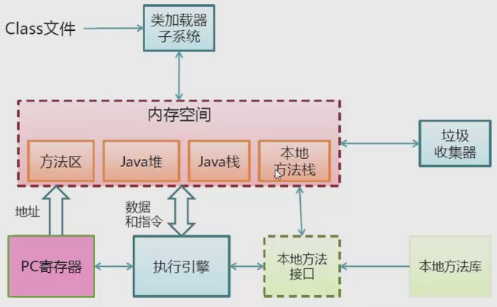 Class文件
类加载器
子系统
内存空间
方法区
Java堆
Java栈
本地
方法栈
垃圾
收集器
地址
数据
和指令
PC寄存器
执行引擎
本地方法
接口
本地方法库